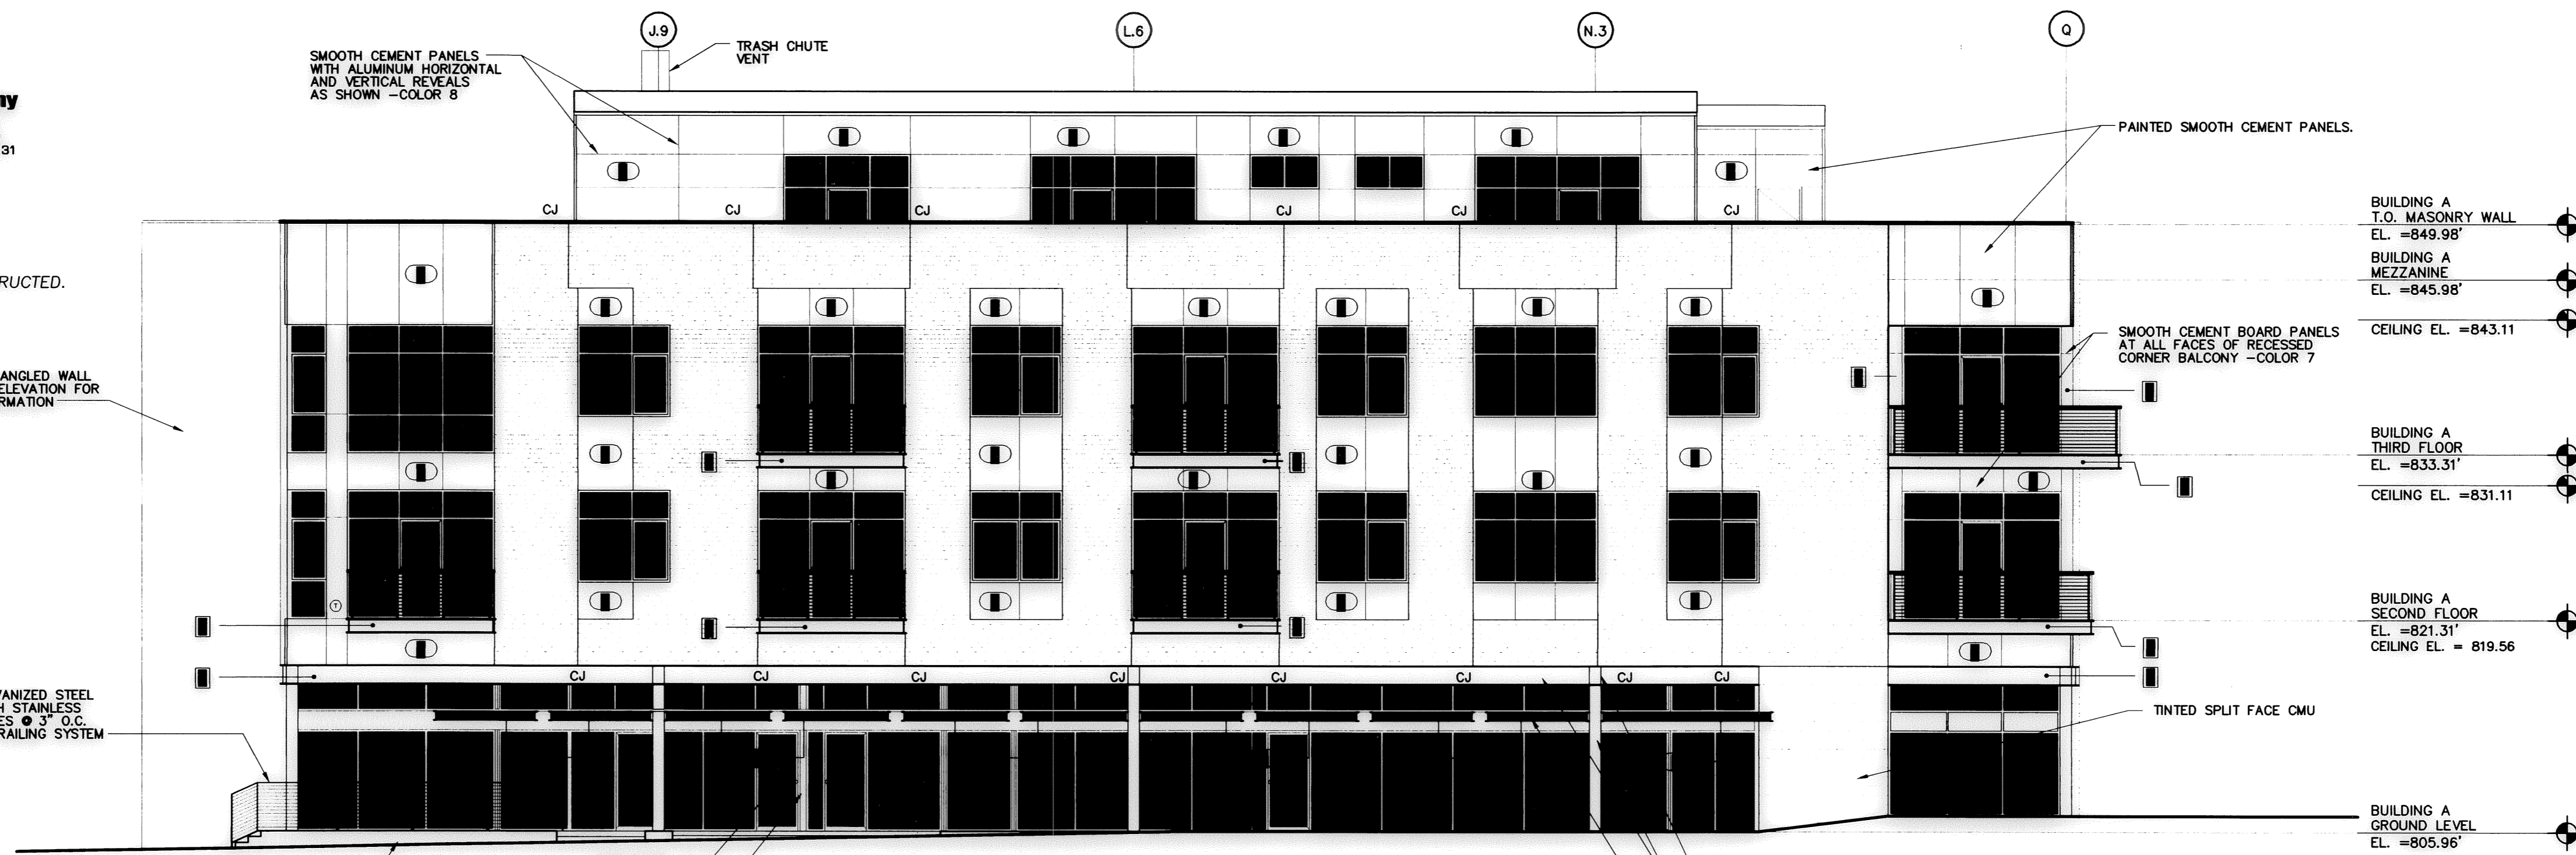 J.9
L.6
N.3
Q
SMOOTH CEMENT PANELS
WITH ALUMINUM HORIZONTAL
AND VERTICAL REVEALS
AS SHOWN -COLOR 8
TRASH CHUTE
VENT
ny
31
PAINTED SMOOTH CEMENT PANELS.
CJ
CJ
CJ
CJ
CJ
CJ
BUILDING A
T.O. MASONRY WALL
EL. =849.98'
BUILDING A
MEZZANINE
EL. =845.98'
RUCTED.
CEILING EL. =843.11
SMOOTH CEMENT BOARD PANELS
AT ALL FACES OF RECESSED
CORNER BALCONY -COLOR 7
ANGLED WALL
ELEVATION FOR
RMATION
BUILDING A
THIRD FLOOR
EL. =833.31'
CEILING EL. =831.11
T
BUILDING A
SECOND FLOOR
EL. =821.31'
CEILING EL. = 819.56
CJ
CJ
CJ
CJ
CJ
CJ
CJ
CJ
VANIZED STEEL
H STAINLESS
ES @ 3" O.C.
RAILING SYSTEM
TINTED SPLIT FACE CMU
BUILDING A
GROUND LEVEL
EL. =805.96'